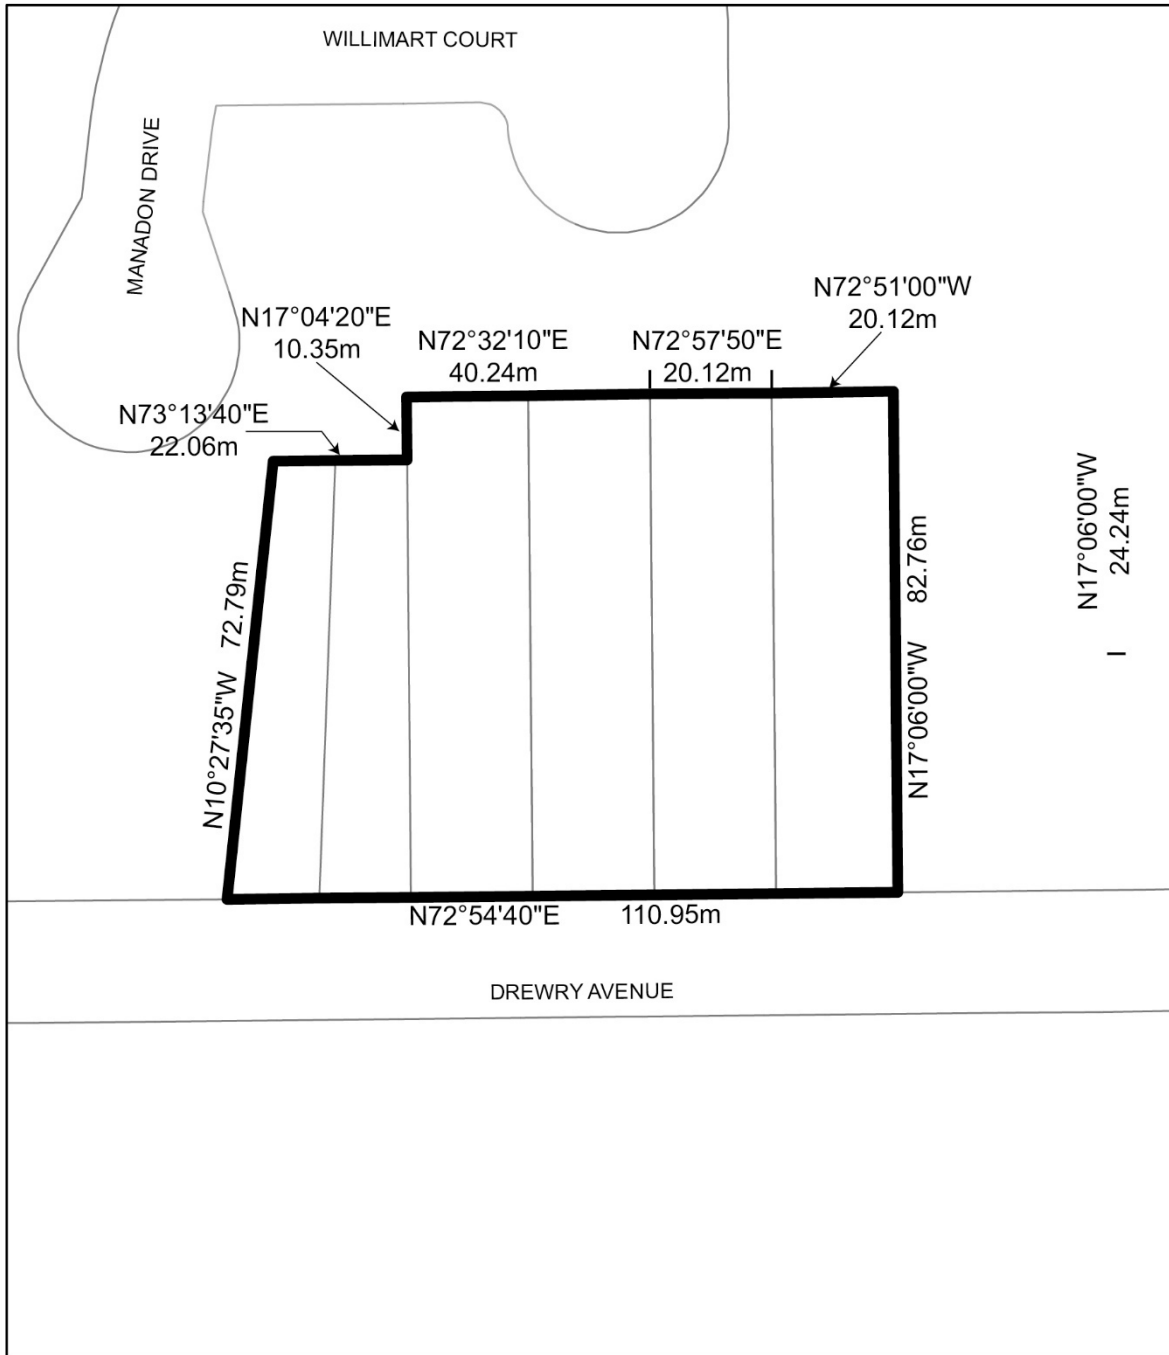 WILLIMART COURT
MANADON DRIVE
N72°51'00"W
20.12m
N17°04'20"E
10.35m
N72°32'10"E
40.24m
N72°57'50"E
20.12m
N73°13'40"E
22.06m
N10°27'35"W 72.79m
N17°06'00"W 82.76m
N17°06'00"W
24.24m
N72°54'40"E 110.95m
DREWRY AVENUE